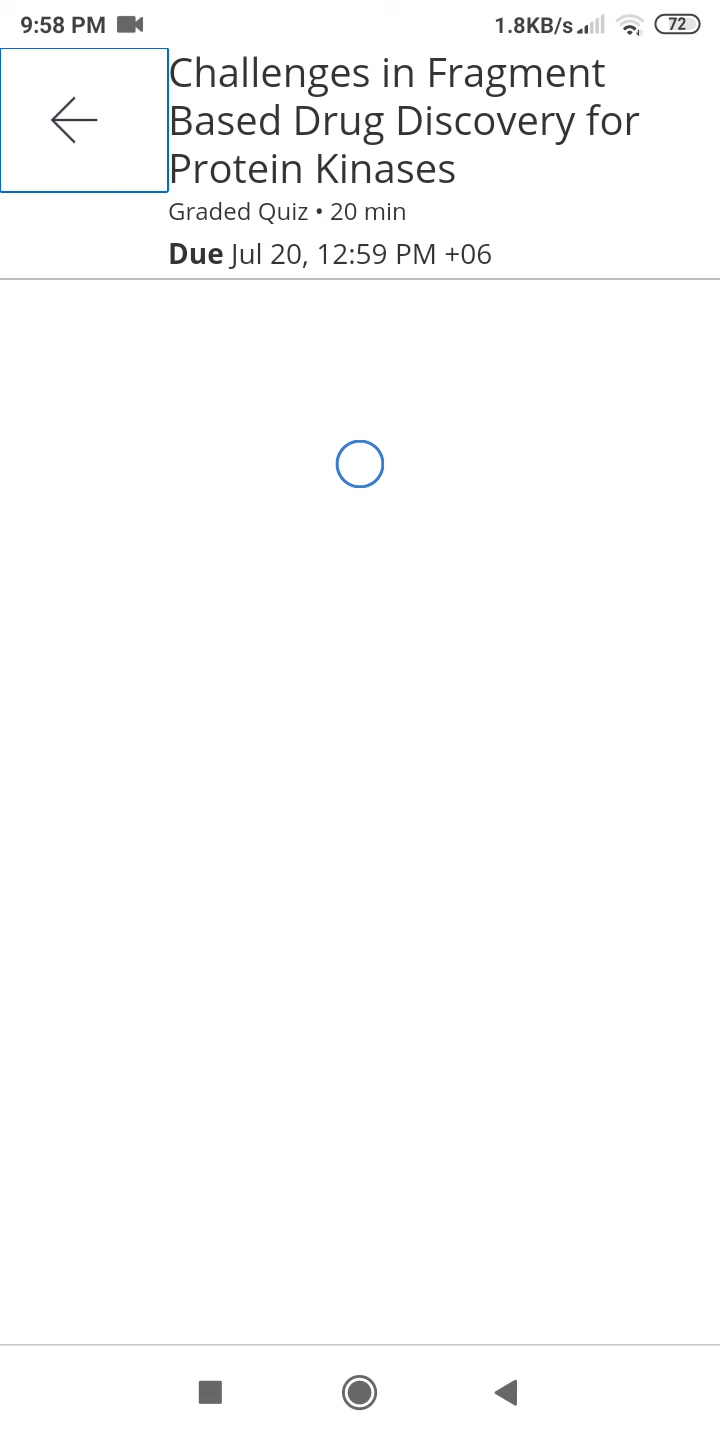 9:58 PM 1.8KB/s 72
Challenges in Fragment
Based Drug Discovery for
Protein Kinases
Graded Quiz • 20 min
Due Jul 20, 12:59 PM +06